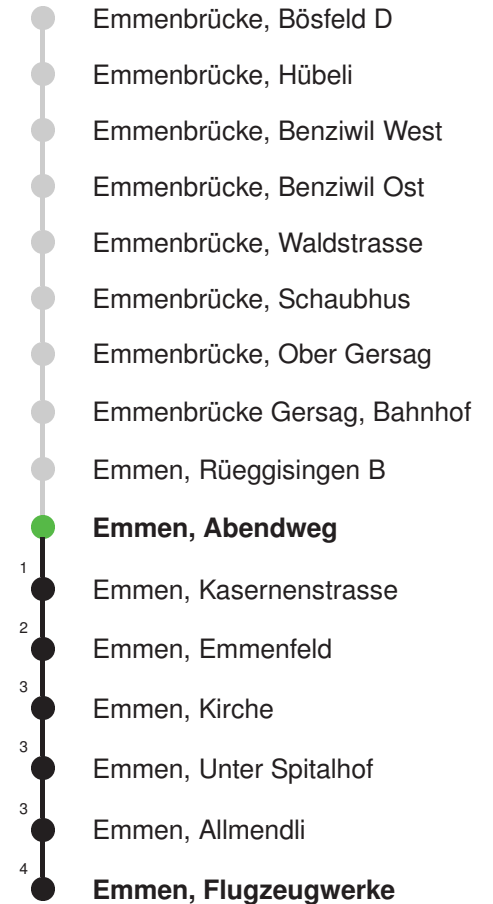 Emmenbrücke, Bösfeld D
Emmenbrücke, Hübeli
Emmenbrücke, Benziwil West
Emmenbrücke, Benziwil Ost
Emmenbrücke, Waldstrasse
Emmenbrücke, Schaubhus
Emmenbrücke, Ober Gersag
Emmenbrücke Gersag, Bahnhof
Emmen, Rüeggisingen B
Emmen, Abendweg
1 Emmen, Kasernenstrasse
2 Emmen, Emmenfeld
3 Emmen, Kirche
3 Emmen, Unter Spitalhof
3 Emmen, Allmendli
4 Emmen, Flugzeugwerke